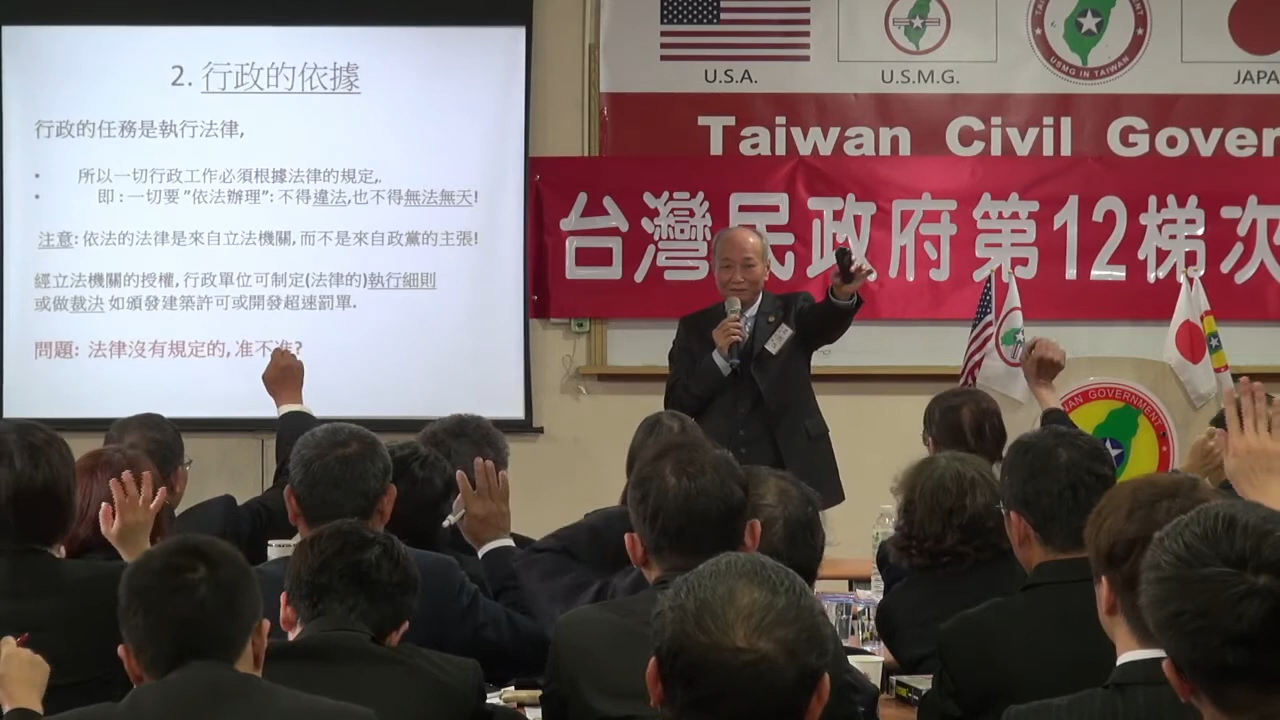 2. 行政的依據
行政的任務是執行法律,
• 所以一切行政工作必須根據法律的規定,.
• 即 : 一切要 ”依法辦理”: 不得違法,也不得無法無天!
注意: 依法的法律是來自立法機關, 而不是來自政黨的主張!
經立法機關的授權, 行政單位可制定(法律的)執行細則
或做裁決 如頒發建築許可或開發超速罰單.
問題: 法律沒有規定的, 准不准?
U.S.A.
U.S.M.G.
USMG IN TAIWAN
JAPA
Taiwan Civil Gover
台灣民政府第12梯次
WAN GOVERNMENT